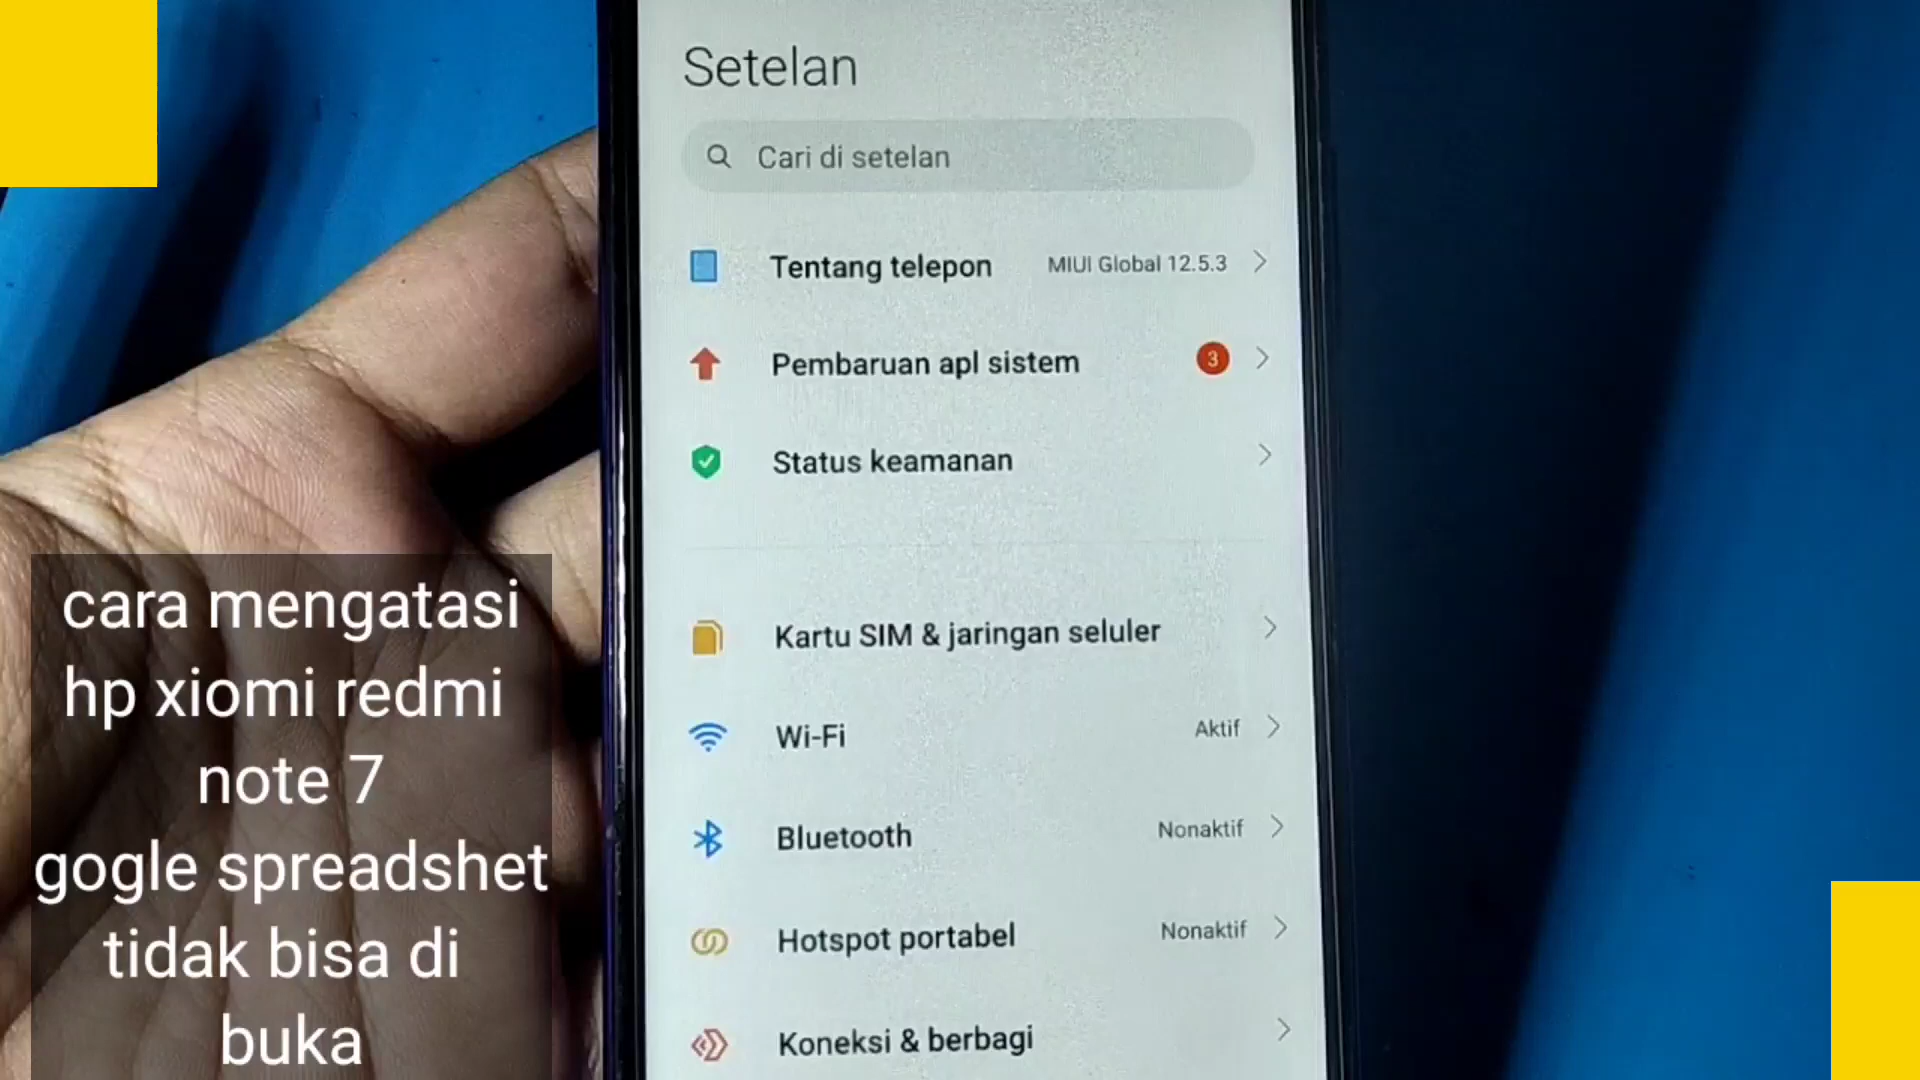 Setelan
Cari di setelan
Tentang telepon MIUI Global 12.5.3
Pembaruan apl sistem 3
Status keamanan
Kartu SIM & jaringan seluler
Wi-Fi Aktif
Bluetooth Nonaktif
Hotspot portabel Nonaktif
Koneksi & berbagi
cara mengatasi
hp xiomi redmi
note 7
gogle spreadshet
tidak bisa di
buka